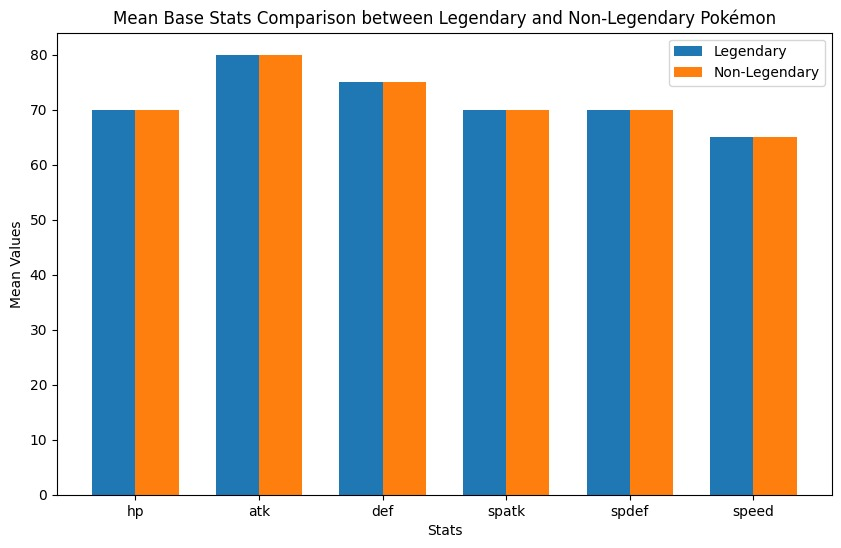 Mean Base Stats Comparison between Legendary and Non-Legendary Pokémon
Legendary
Non-Legendary
Mean Values
80
70
60
50
40
30
20
10
0
hp atk def spatk spdef speed
Stats